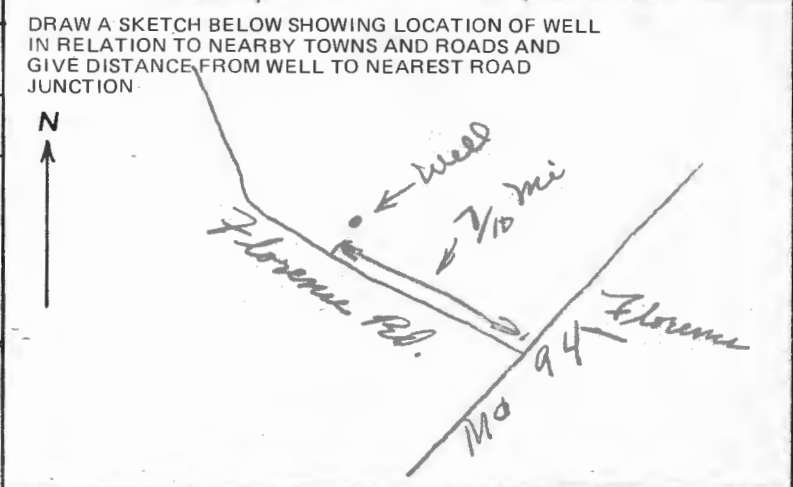 DRAW A SKETCH BELOW SHOWING LOCATION OF WELL
IN RELATION TO NEARBY TOWNS AND ROADS AND
GIVE DISTANCE FROM WELL TO NEAREST ROAD
JUNCTION
N
Well
7/10 mi
Florence Rd.
Florence
Md 94